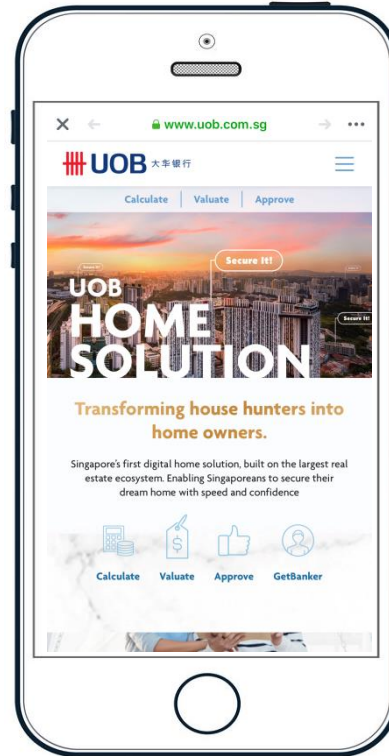 www.uob.com.sg
UOB 大华银行
Calculate
Valuate
Approve
Secure It!
Secure It!
UOB
HOME
SOLUTION
Transforming house hunters into
home owners.
Singapore's first digital home solution, built on the largest real
estate ecosystem. Enabling Singaporeans to secure their
dream home with speed and confidence
$
Calculate
Valuate
Approve
GetBanker